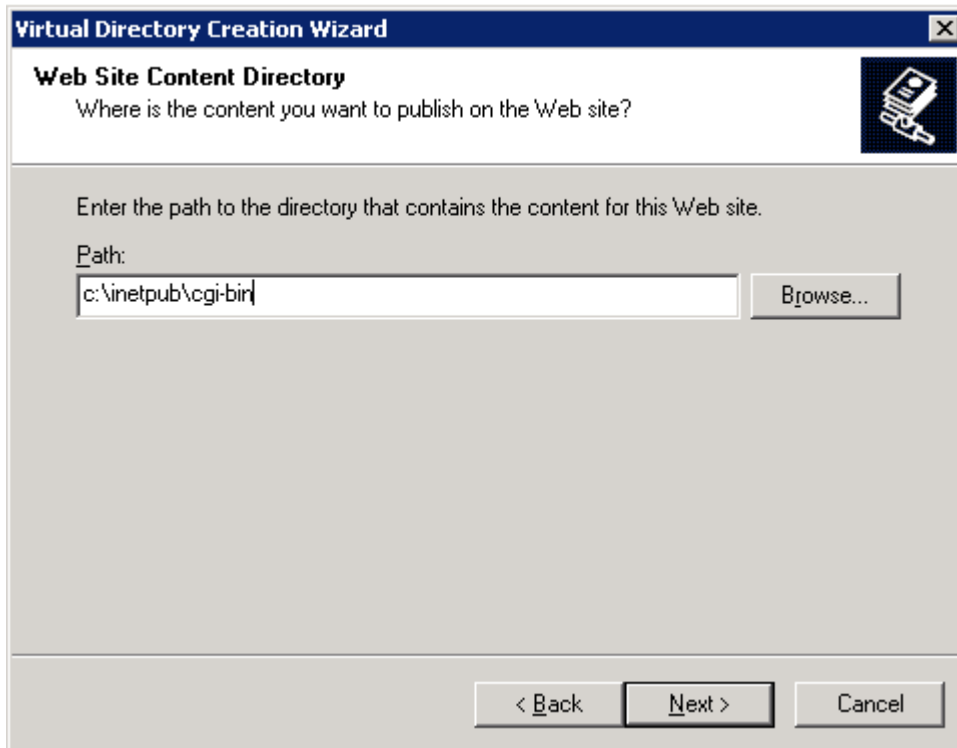 Virtual Directory Creation Wizard
Web Site Content Directory
Where is the content you want to publish on the Web site?
Enter the path to the directory that contains the content for this Web site.
Path:
c:\inetpub\cgi-bin
Browse...
< Back
Next >
Cancel